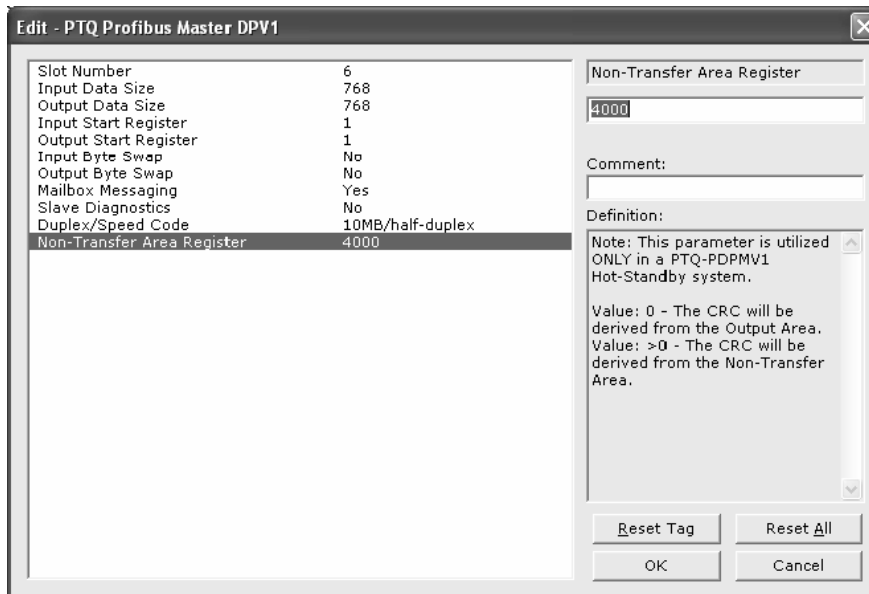 Edit - PTQ Profibus Master DPV1
Slot Number 6
Input Data Size 768
Output Data Size 768
Input Start Register 1
Output Start Register 1
Input Byte Swap No
Output Byte Swap No
Mailbox Messaging Yes
Slave Diagnostics No
Duplex/Speed Code 10MB/half-duplex
Non-Transfer Area Register 4000
Non-Transfer Area Register
4000
Comment:
Definition:
Note: This parameter is utilized
ONLY in a PTQ-PDPMV1
Hot-Standby system.
Value: 0 - The CRC will be
derived from the Output Area.
Value: >0 - The CRC will be
derived from the Non-Transfer
Area.
Reset Tag Reset All
OK Cancel